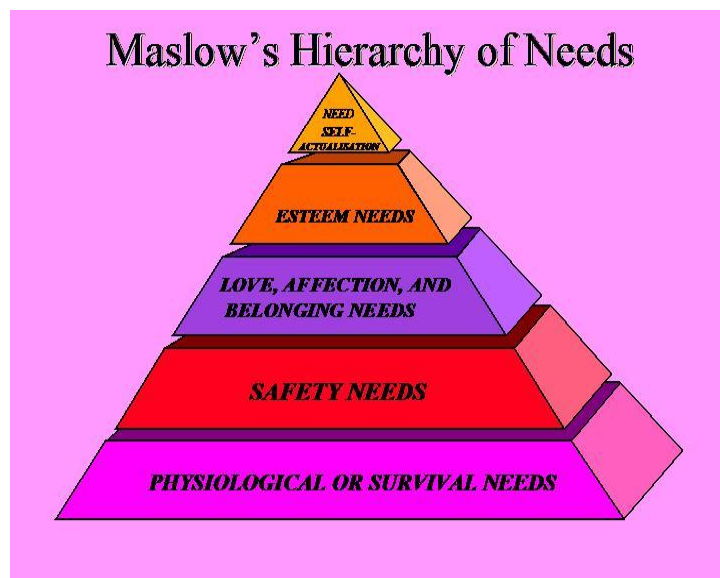 Maslow's Hierarchy of Needs
NEED
SELF-
ACTUALISATION
ESTEEM NEEDS
LOVE, AFFECTION, AND
BELONGING NEEDS
SAFETY NEEDS
PHYSIOLOGICAL OR SURVIVAL NEEDS